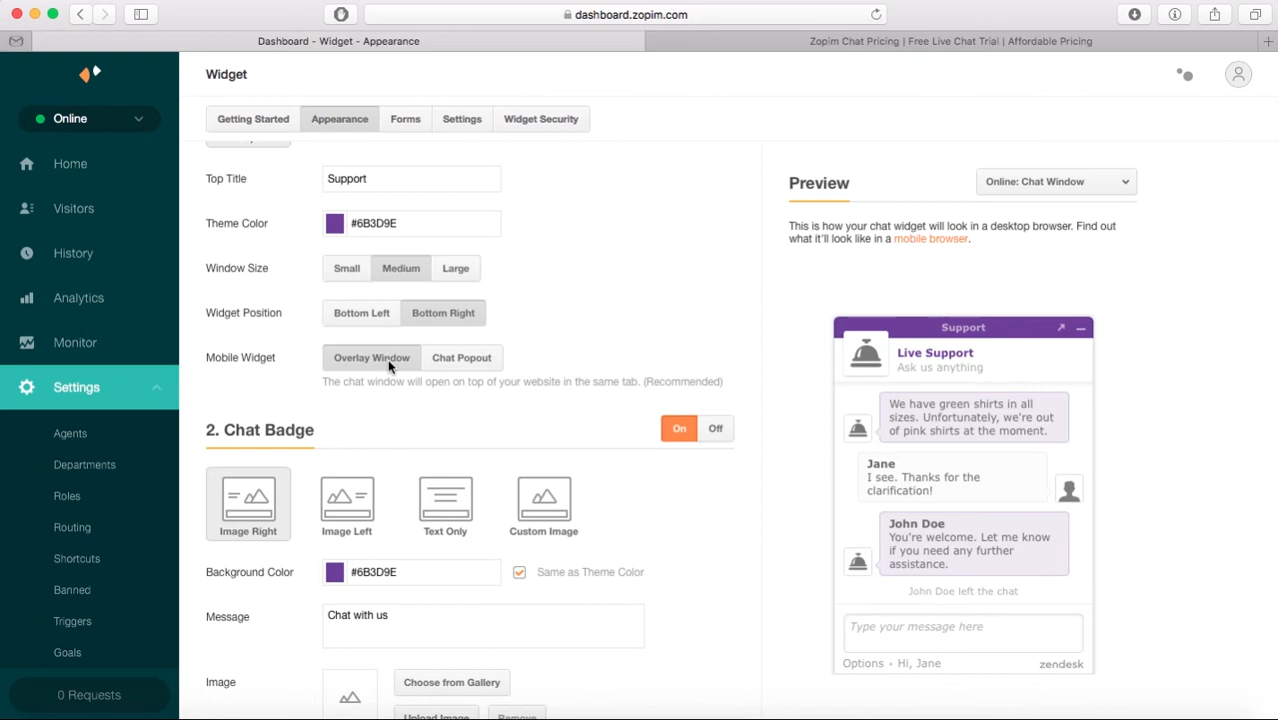 dashboard.zopim.com
Dashboard - Widget - Appearance
Zopim Chat Pricing | Free Live Chat Trial | Affordable Pricing
Online
Home
Visitors
History
Analytics
Monitor
Settings
Agents
Departments
Roles
Routing
Shortcuts
Banned
Triggers
Goals
0 Requests
Widget
Getting Started
Appearance
Forms
Settings
Widget Security
Top Title
Support
Theme Color
#6B3D9E
Window Size
Small
Medium
Large
Widget Position
Bottom Left
Bottom Right
Mobile Widget
Overlay Window
Chat Popout
The chat window will open on top of your website in the same tab. (Recommended)
2. Chat Badge
On
Off
Image Right
Image Left
Text Only
Custom Image
Background Color
#6B3D9E
Same as Theme Color
Message
Chat with us
Image
Choose from Gallery
Upload Image
Remove
Preview
Online: Chat Window
This is how your chat widget will look in a desktop browser. Find out
what it'll look like in a mobile browser.
Support
Live Support
Ask us anything
We have green shirts in all
sizes. Unfortunately, we're out
of pink shirts at the moment.
Jane
I see. Thanks for the
clarification!
John Doe
You're welcome. Let me know
if you need any further
assistance.
John Doe left the chat
Type your message here
Options • Hi, Jane
zendesk